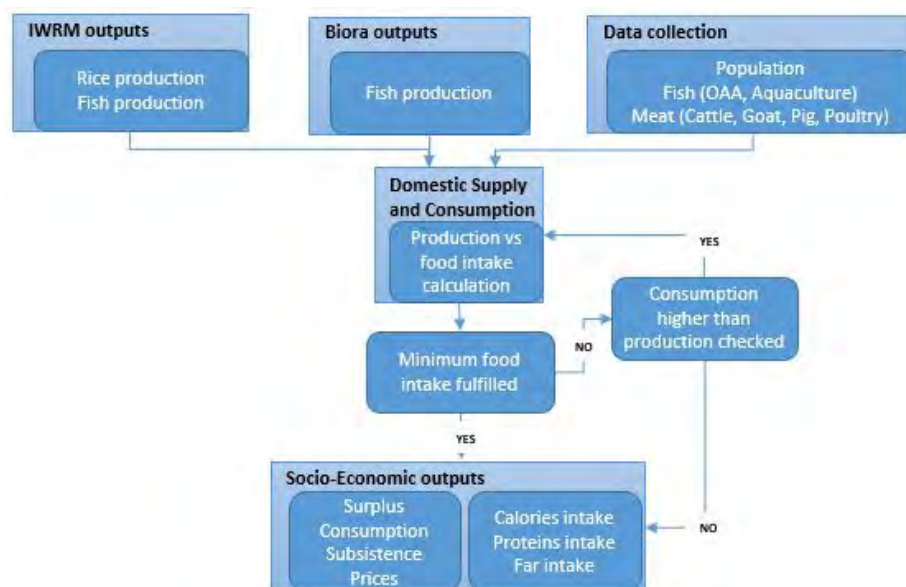 IWRM outputs
Rice production
Fish production
Biora outputs
Fish production
Data collection
Population
Fish (OAA, Aquaculture)
Meat (Cattle, Goat, Pig, Poultry)
Domestic Supply
and Consumption
Production vs
food intake
calculation
YES
Consumption
higher than
production checked
NO
Minimum food
intake fulfilled
YES
Socio-Economic outputs
Surplus
Consumption
Subsistence
Prices
Calories intake
Proteins intake
Far intake
NO